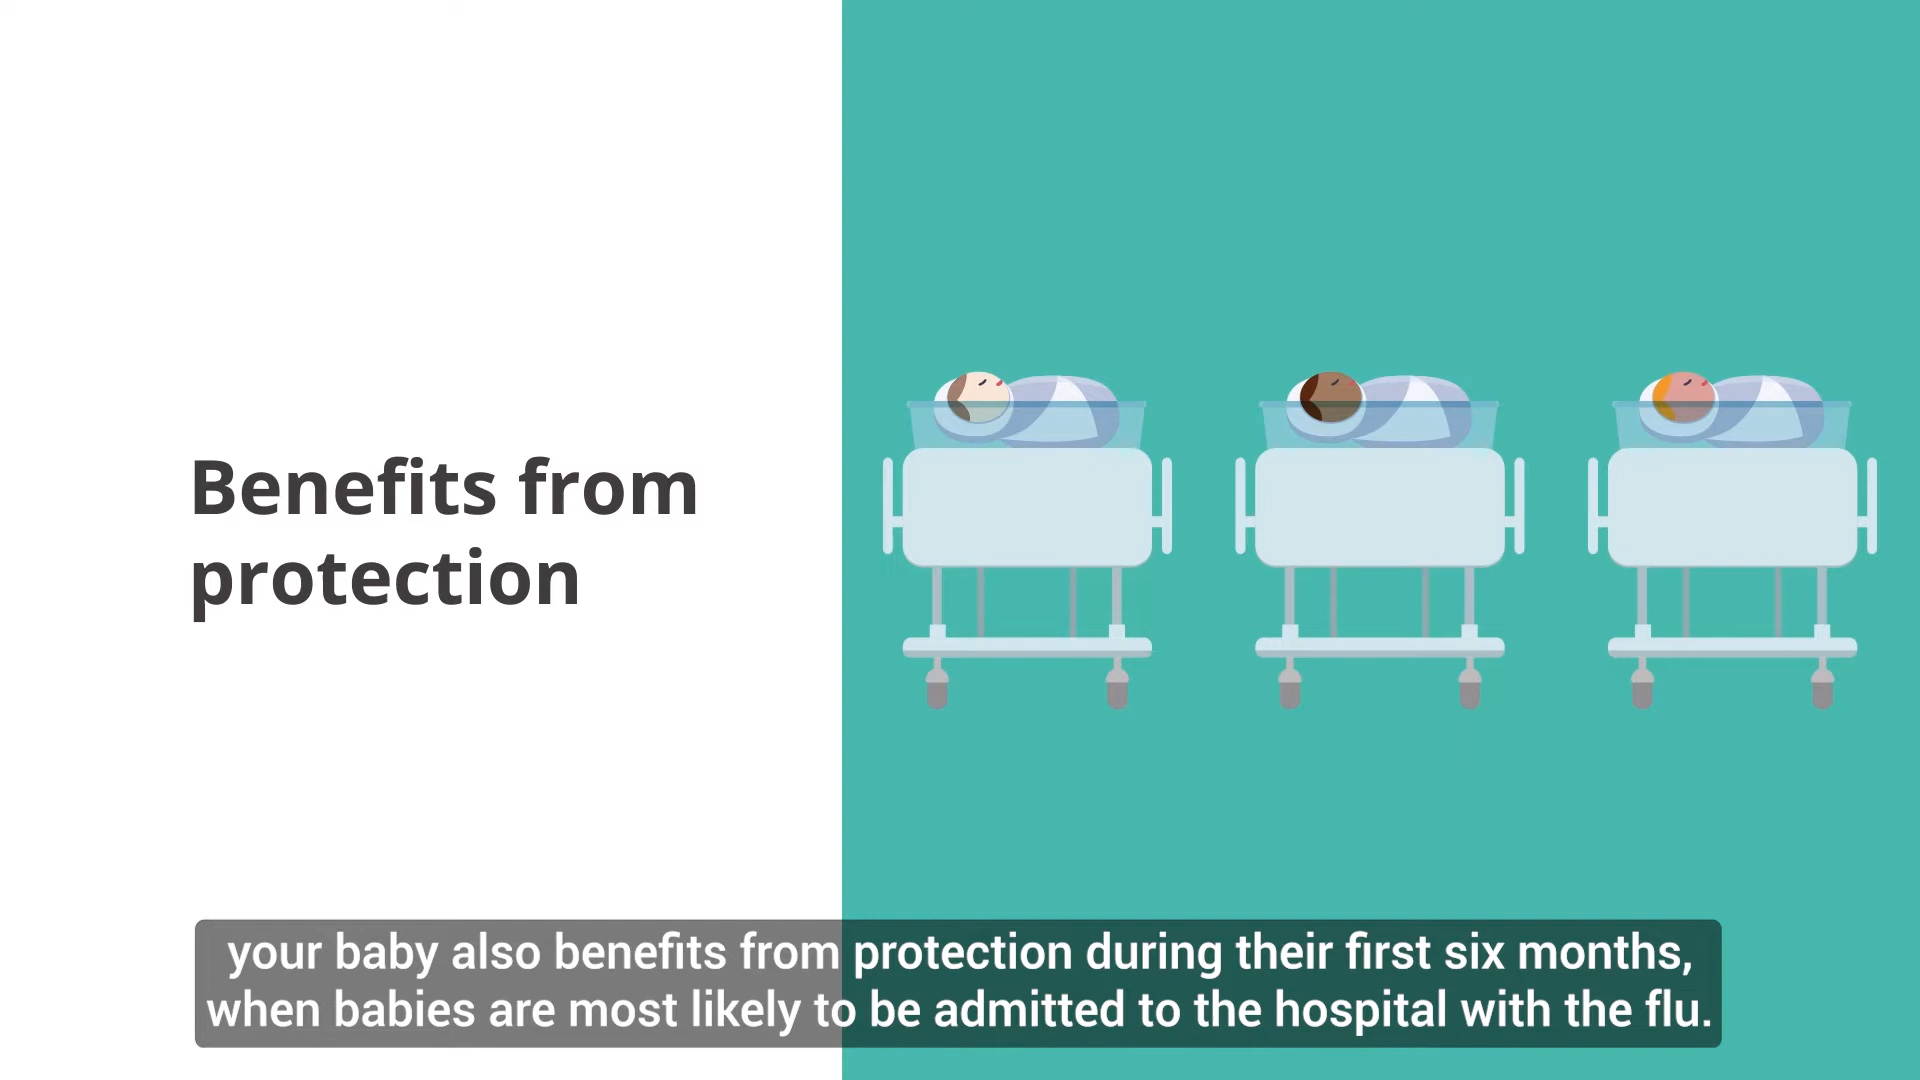 Benefits from
protection
your baby also benefits from protection during their first six months,
when babies are most likely to be admitted to the hospital with the flu.